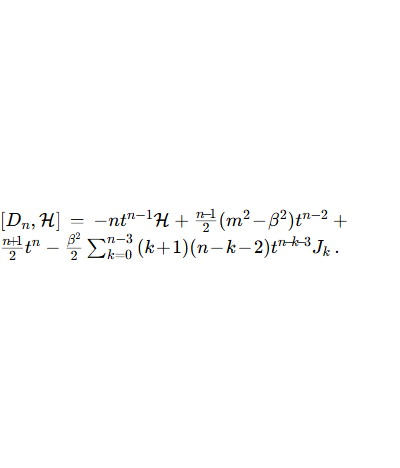 [D_n, \mathcal{H}] = -nt^{n-1}\mathcal{H} + \frac{n-1}{2}(m^2-\beta^2)t^{n-2} +
\frac{n+1}{2}t^n - \frac{\beta^2}{2} \sum_{k=0}^{n-3} (k+1)(n-k-2)t^{n-k-3}J_k .